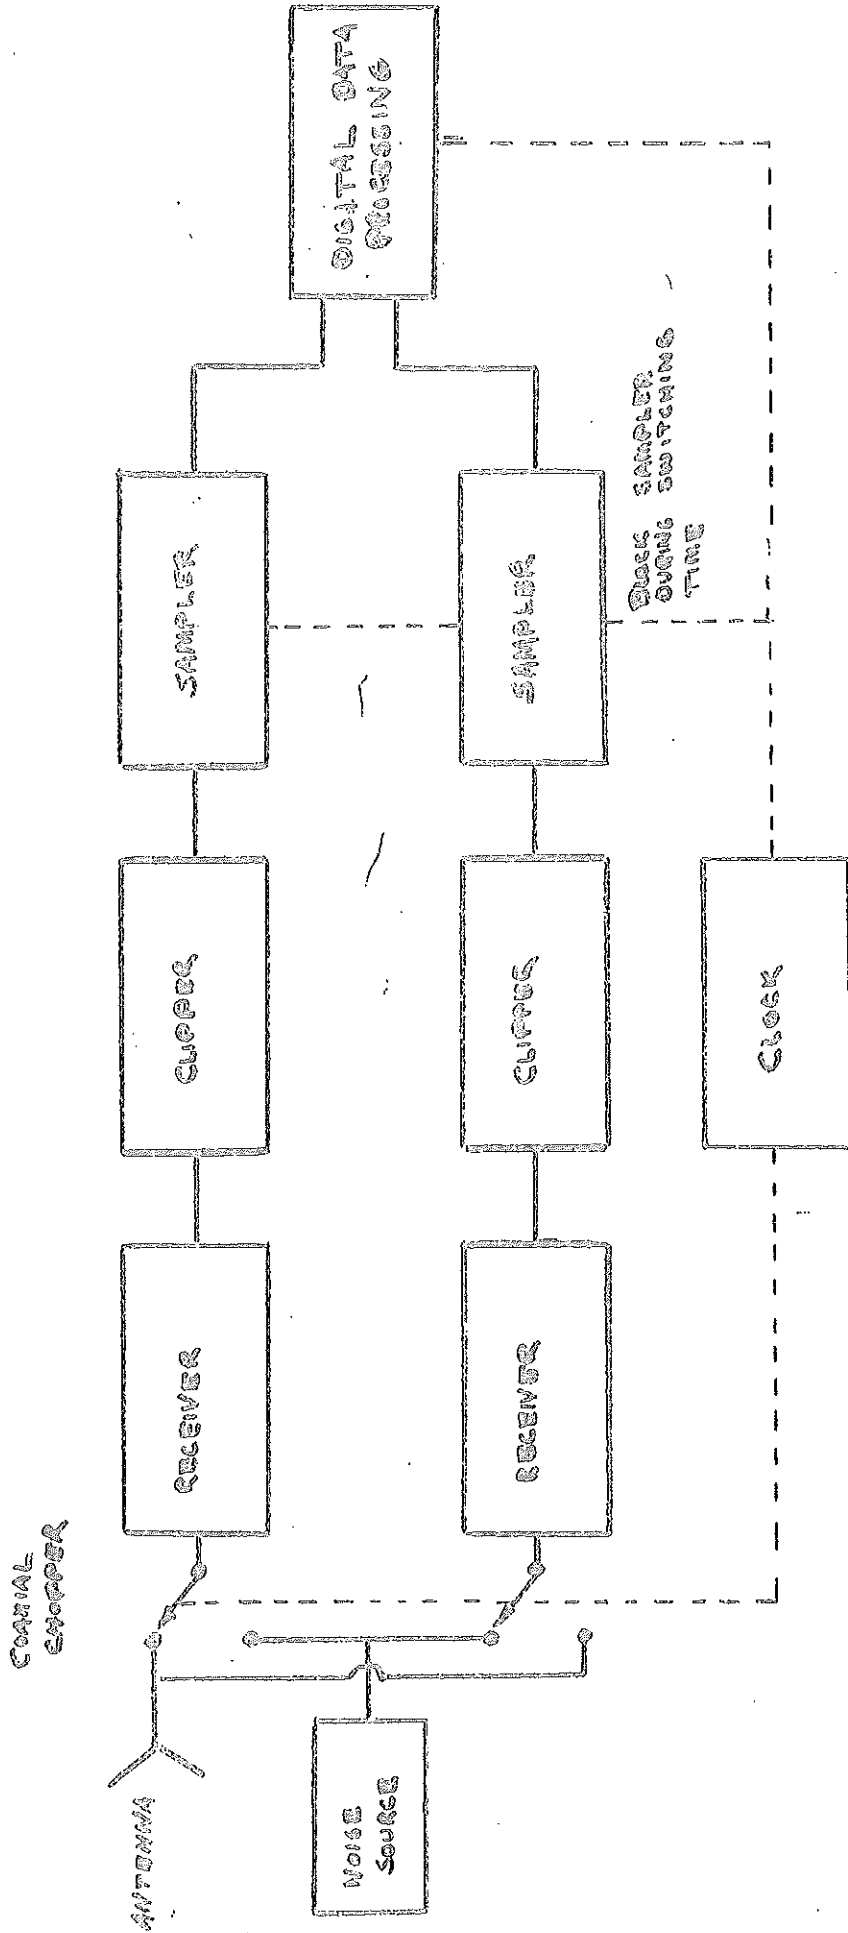 COAXIAL
CHOPPER
ANTENNA
NOISE
SOURCE
RECEIVER
CLIPPER
SAMPLER
DIGITAL DATA
PROCESSING
RECEIVER
CLIPPER
SAMPLER
BLOCK SAMPLER
DURING SWITCHING
TIME
CLOCK